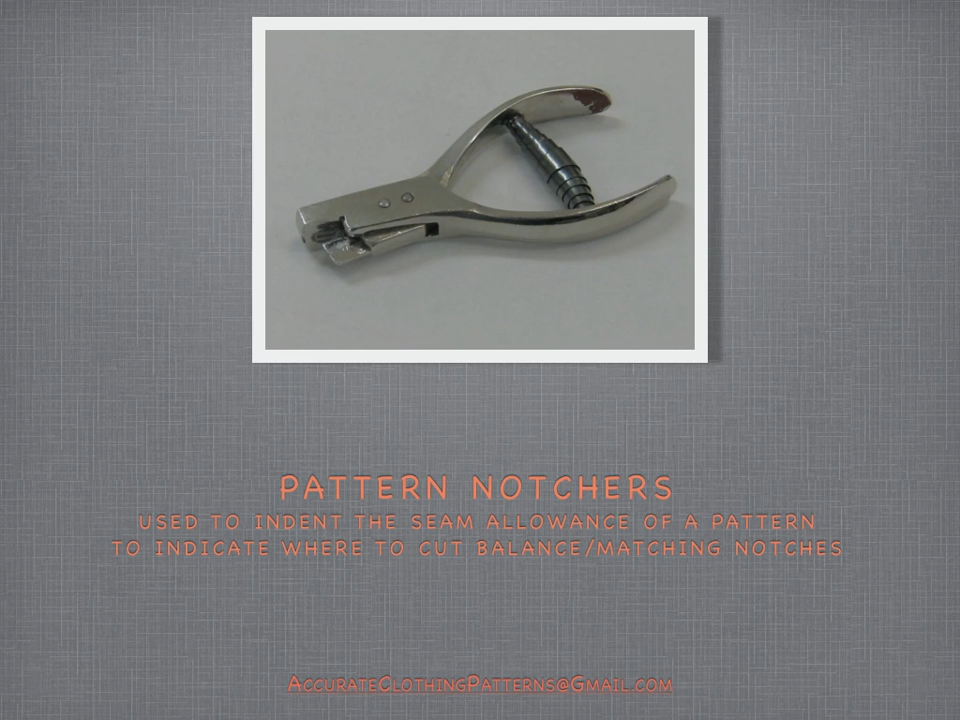 PATTERN NOTCHERS
USED TO INDENT THE SEAM ALLOWANCE OF A PATTERN
TO INDICATE WHERE TO CUT BALANCE/MATCHING NOTCHES
AccurateClothingPatterns@Gmail.com